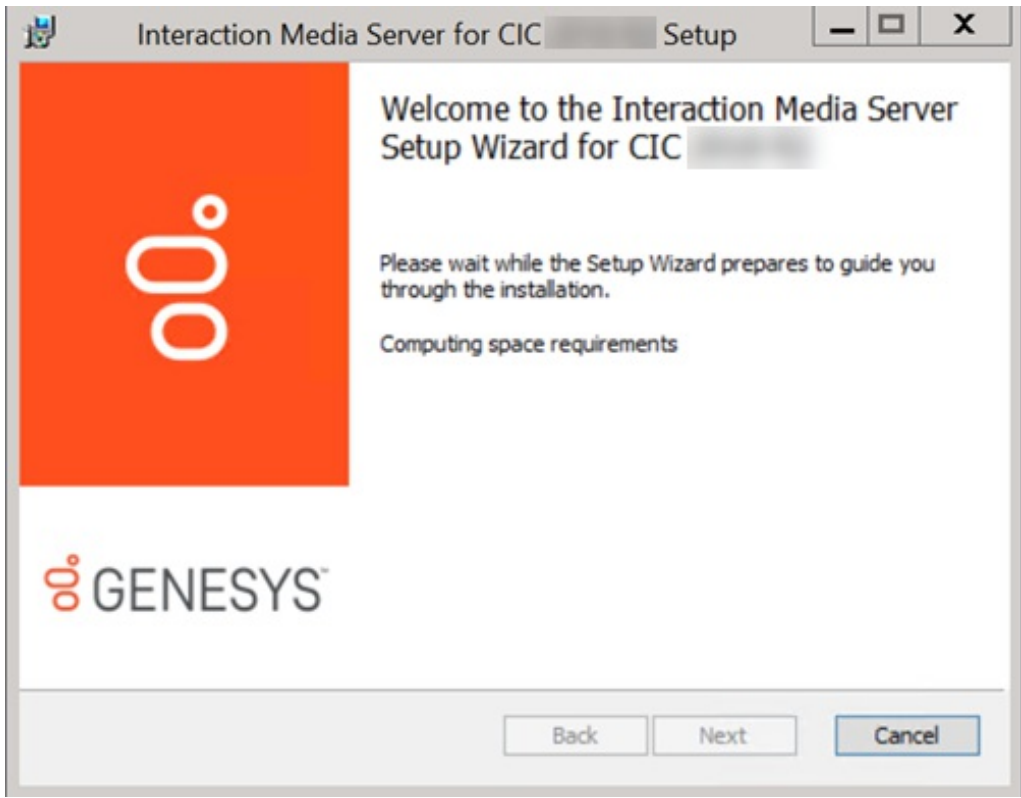 Interaction Media Server for CIC Setup
Welcome to the Interaction Media Server
Setup Wizard for CIC
Please wait while the Setup Wizard prepares to guide you
through the installation.
Computing space requirements
GENESYS™
Back Next Cancel